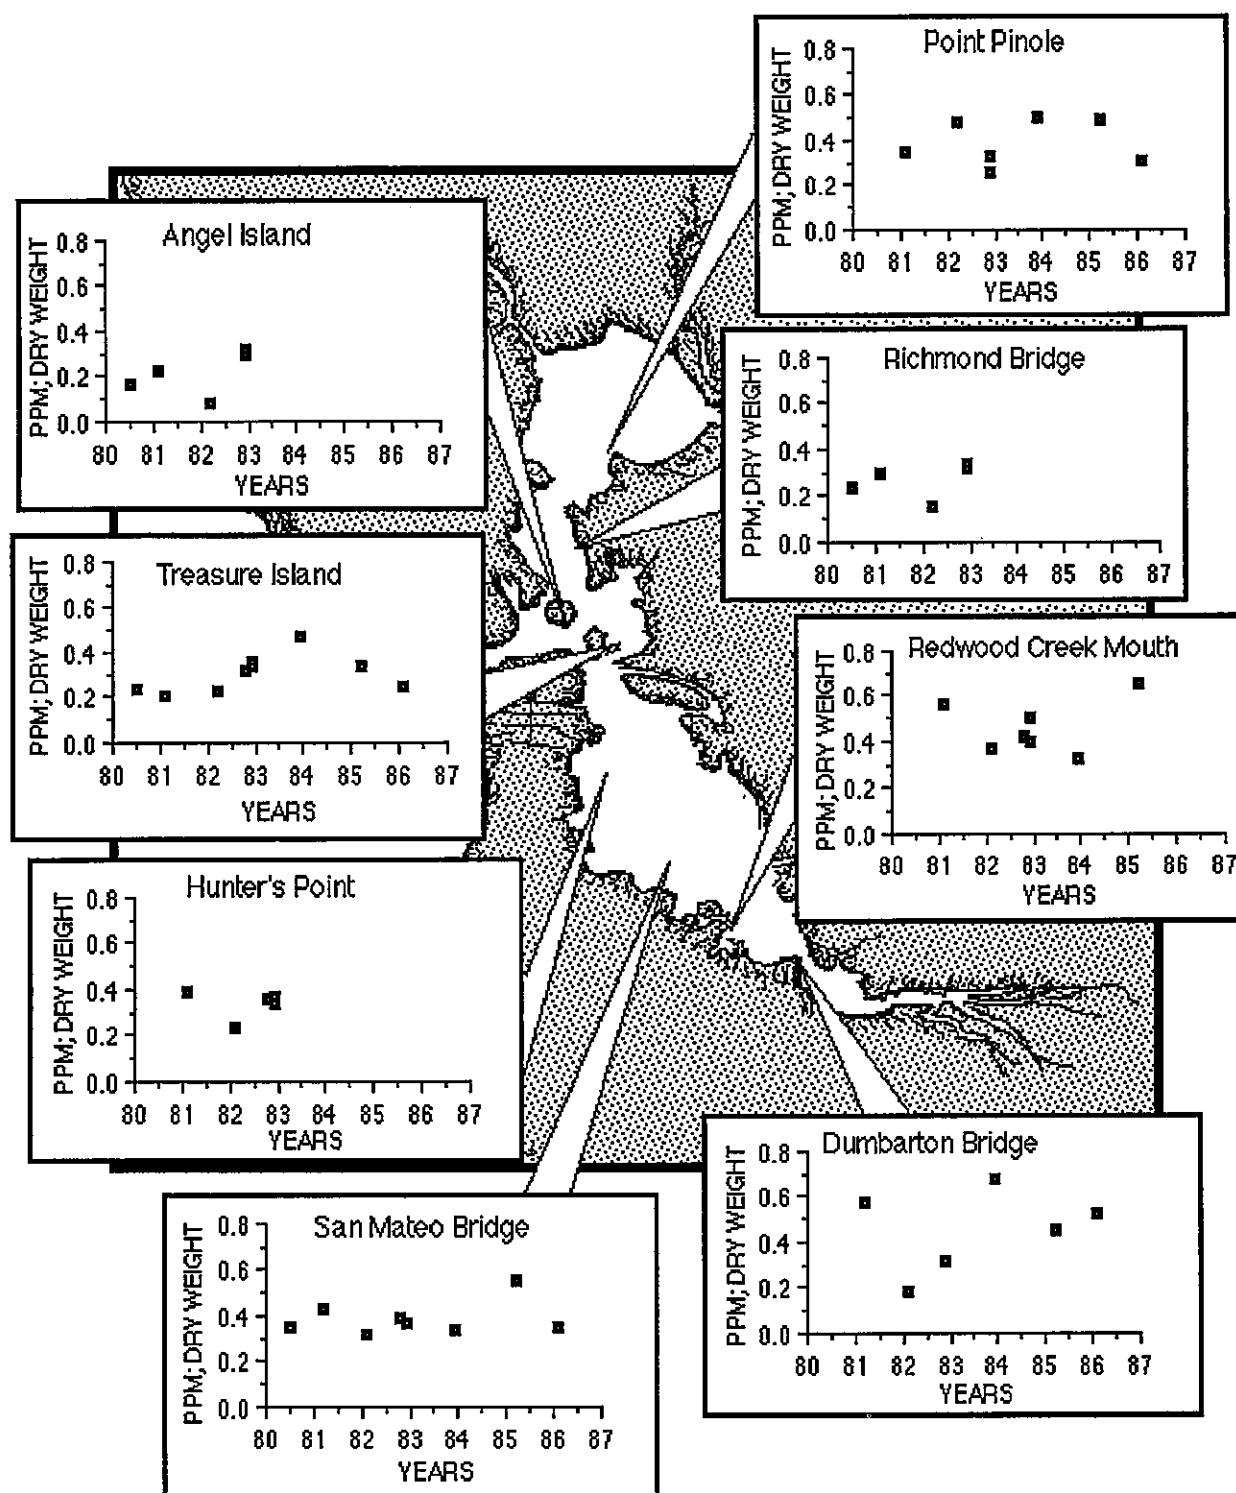 Point Pinole
PPM; DRY WEIGHT
0.8
0.6
0.4
0.2
0.0
80 81 82 83 84 85 86 87
YEARS
Angel Island
PPM; DRY WEIGHT
0.8
0.6
0.4
0.2
0.0
80 81 82 83 84 85 86 87
YEARS
Richmond Bridge
PPM; DRY WEIGHT
0.8
0.6
0.4
0.2
0.0
80 81 82 83 84 85 86 87
YEARS
Treasure Island
PPM; DRY WEIGHT
0.8
0.6
0.4
0.2
0.0
80 81 82 83 84 85 86 87
YEARS
Redwood Creek Mouth
PPM; DRY WEIGHT
0.8
0.6
0.4
0.2
0.0
80 81 82 83 84 85 86 87
YEARS
Hunter's Point
PPM; DRY WEIGHT
0.8
0.6
0.4
0.2
0.0
80 81 82 83 84 85 86 87
YEARS
Dumbarton Bridge
PPM; DRY WEIGHT
0.8
0.6
0.4
0.2
0.0
80 81 82 83 84 85 86 87
YEARS
San Mateo Bridge
PPM; DRY WEIGHT
0.8
0.6
0.4
0.2
0.0
80 81 82 83 84 85 86 87
YEARS